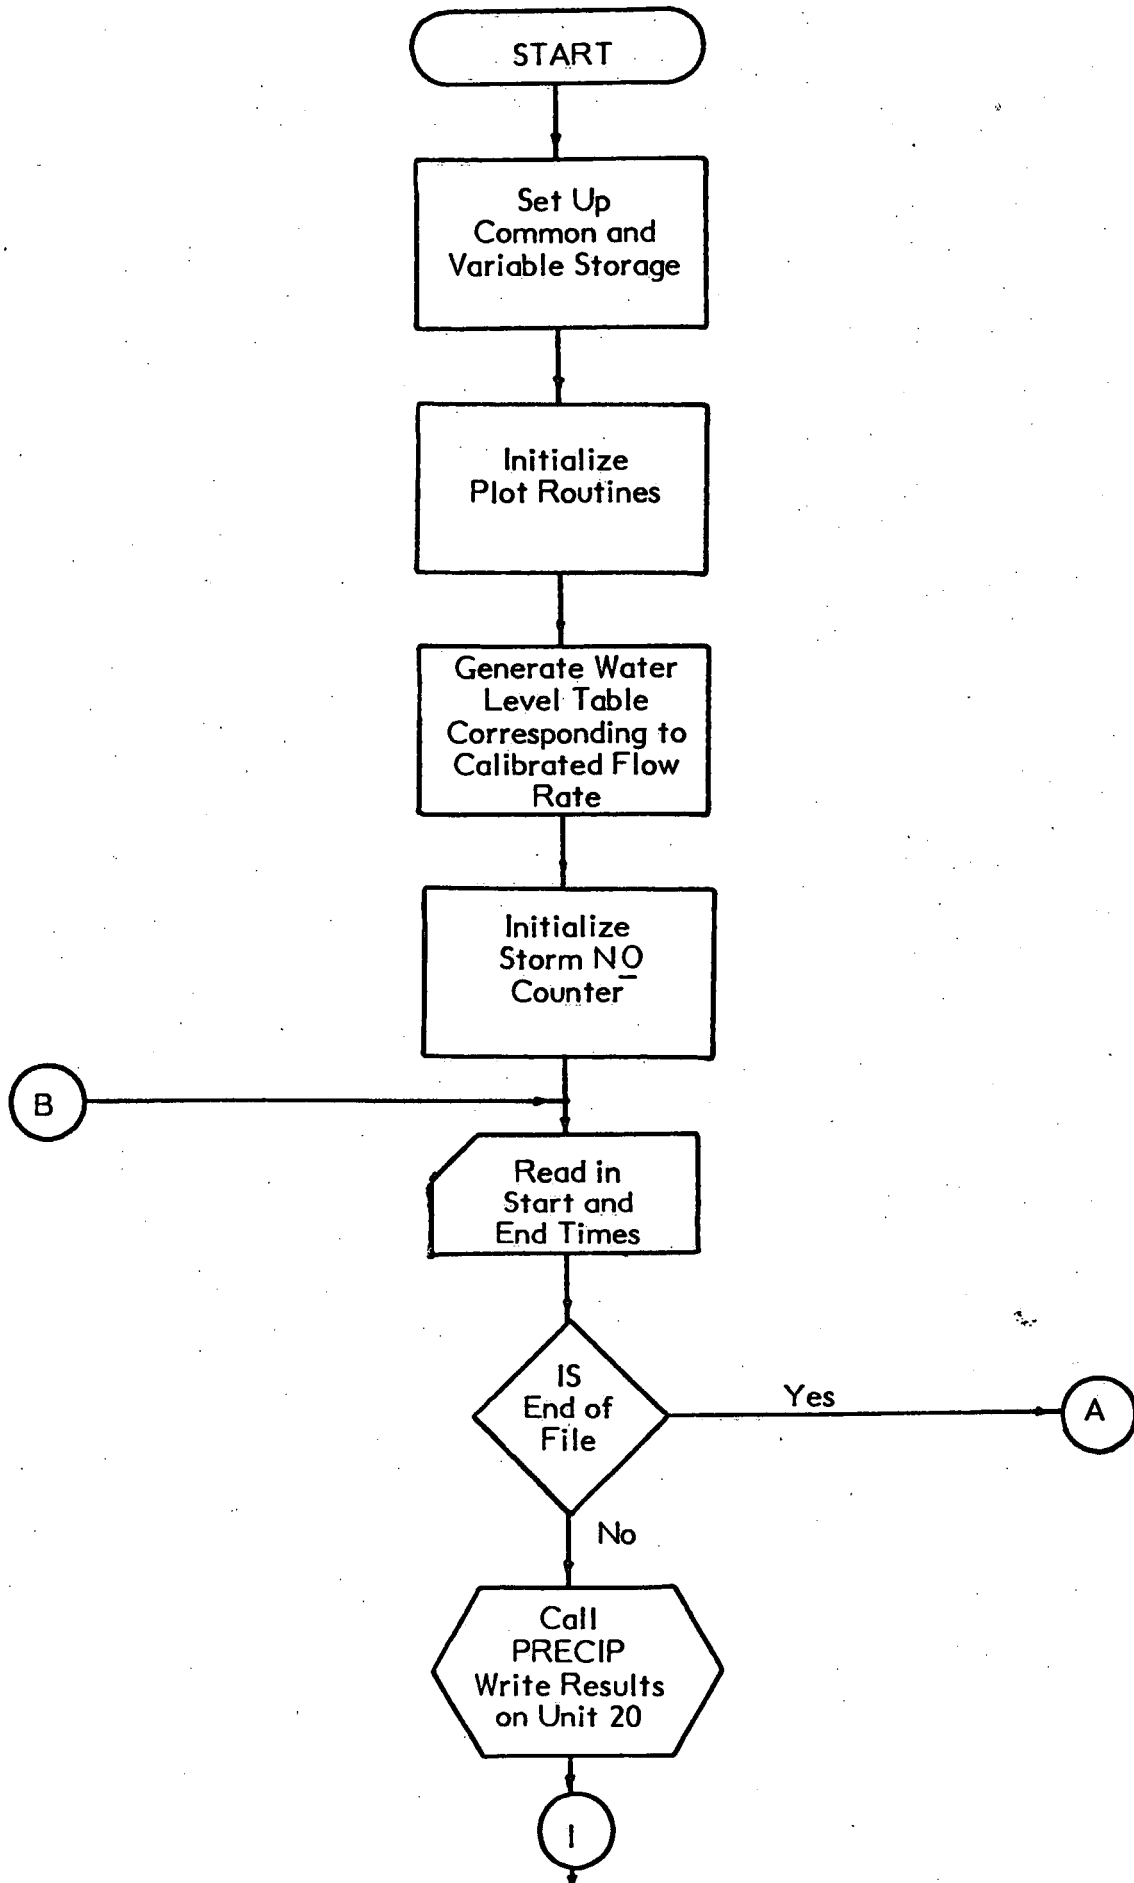 START
Set Up
Common and
Variable Storage
Initialize
Plot Routines
Generate Water
Level Table
Corresponding to
Calibrated Flow
Rate
Initialize
Storm NO
Counter
B
Read in
Start and
End Times
IS
End of
File
Yes
A
No
Call
PRECIP
Write Results
on Unit 20
I